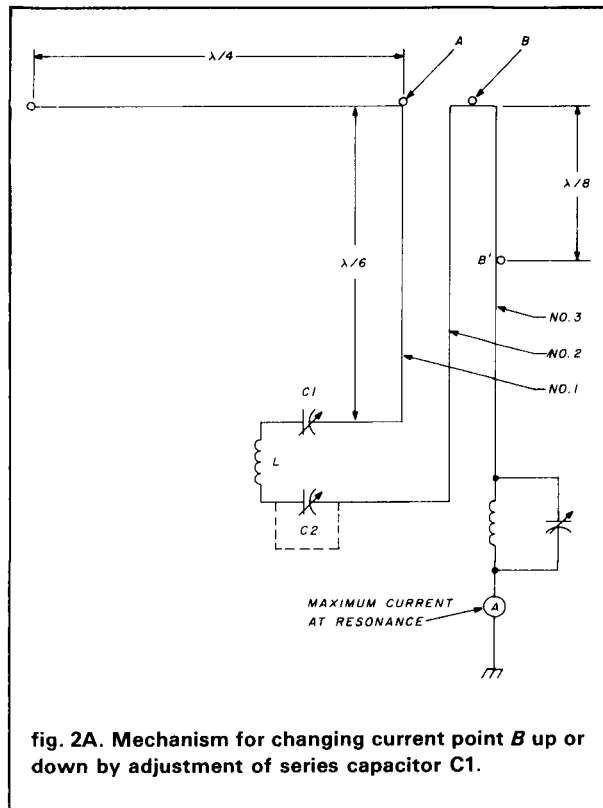 A
B
λ/4
λ/8
λ/6
B'
NO. 3
NO. 2
NO. 1
C1
L
C2
MAXIMUM CURRENT
AT RESONANCE
A
fig. 2A. Mechanism for changing current point B up or
down by adjustment of series capacitor C1.